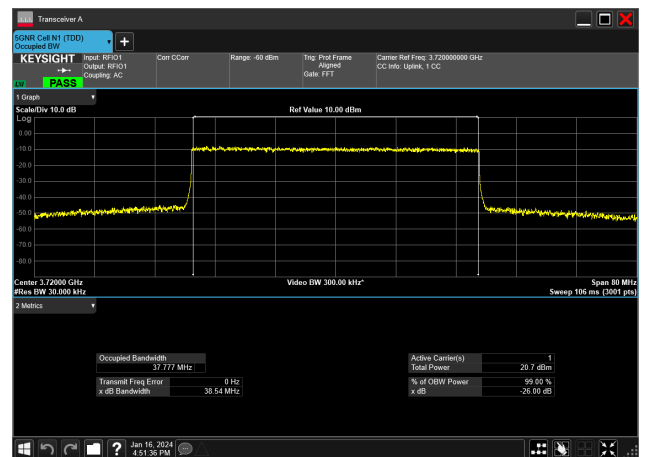 Transceiver A
5GNR Cell N1 (TDD)
Occupied BW
KEYSIGHT
Input: RFIO1
Output: RFIO1
Coupling: AC
Corr CCorr
Range: -60 dBm
Trig: Prot Frame
Aligned
Gate: FFT
Carrier Ref Freq: 3.720000000 GHz
CC Info: Uplink, 1 CC
PASS
1 Graph
Scale/Div 10.0 dB
Ref Value 10.00 dBm
Log
0.00
-10.0
-20.0
-30.0
-40.0
-50.0
-60.0
-70.0
-80.0
Center 3.72000 GHz
Video BW 300.00 kHz*
Span 80 MHz
#Res BW 30.000 kHz
Sweep 106 ms (3001 pts)
2 Metrics
Occupied Bandwidth
37.777 MHz
Active Carrier(s) 1
Total Power 20.7 dBm
Transmit Freq Error 0 Hz
x dB Bandwidth 38.54 MHz
% of OBW Power 99.00 %
x dB -26.00 dB
Jan 16, 2024
4:51:36 PM